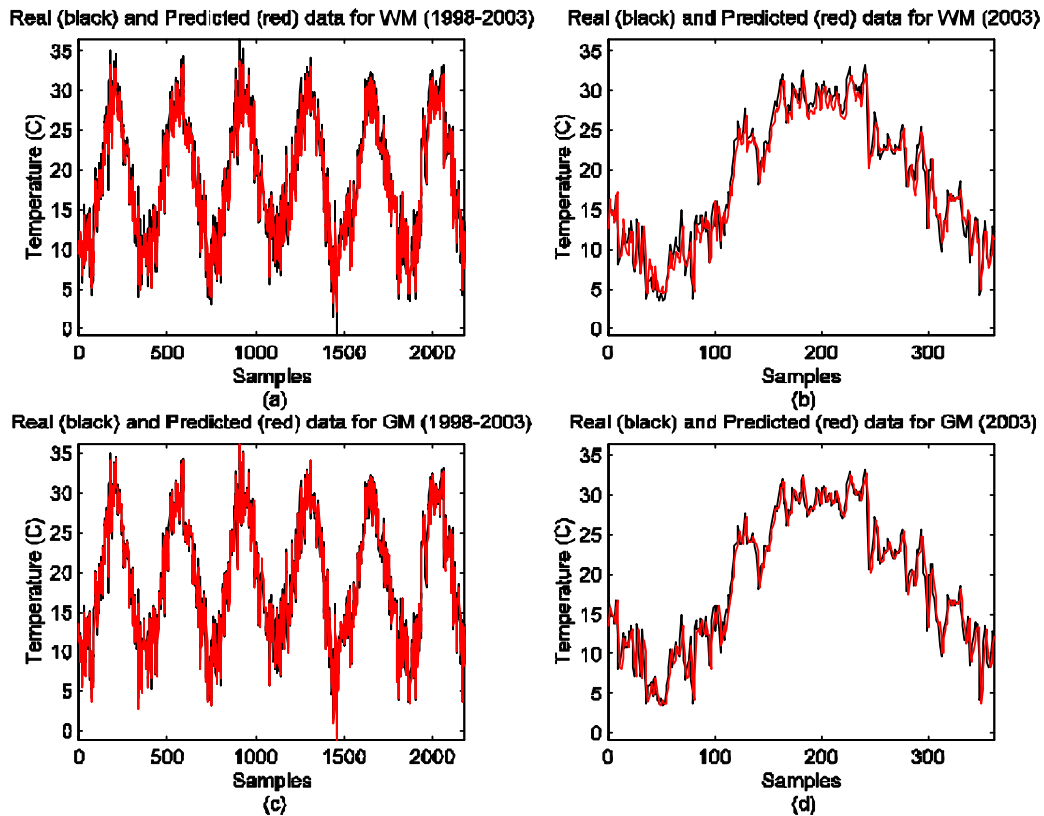 Real (black) and Predicted (red) data for WM (1998-2003)
35
30
25
20
15
10
5
0
Temperature (C)
0 500 1000 1500 2000
Samples
(a)
Real (black) and Predicted (red) data for WM (2003)
35
30
25
20
15
10
5
0
Temperature (C)
0 100 200 300
Samples
(b)
Real (black) and Predicted (red) data for GM (1998-2003)
35
30
25
20
15
10
5
0
Temperature (C)
0 500 1000 1500 2000
Samples
(c)
Real (black) and Predicted (red) data for GM (2003)
35
30
25
20
15
10
5
0
Temperature (C)
0 100 200 300
Samples
(d)